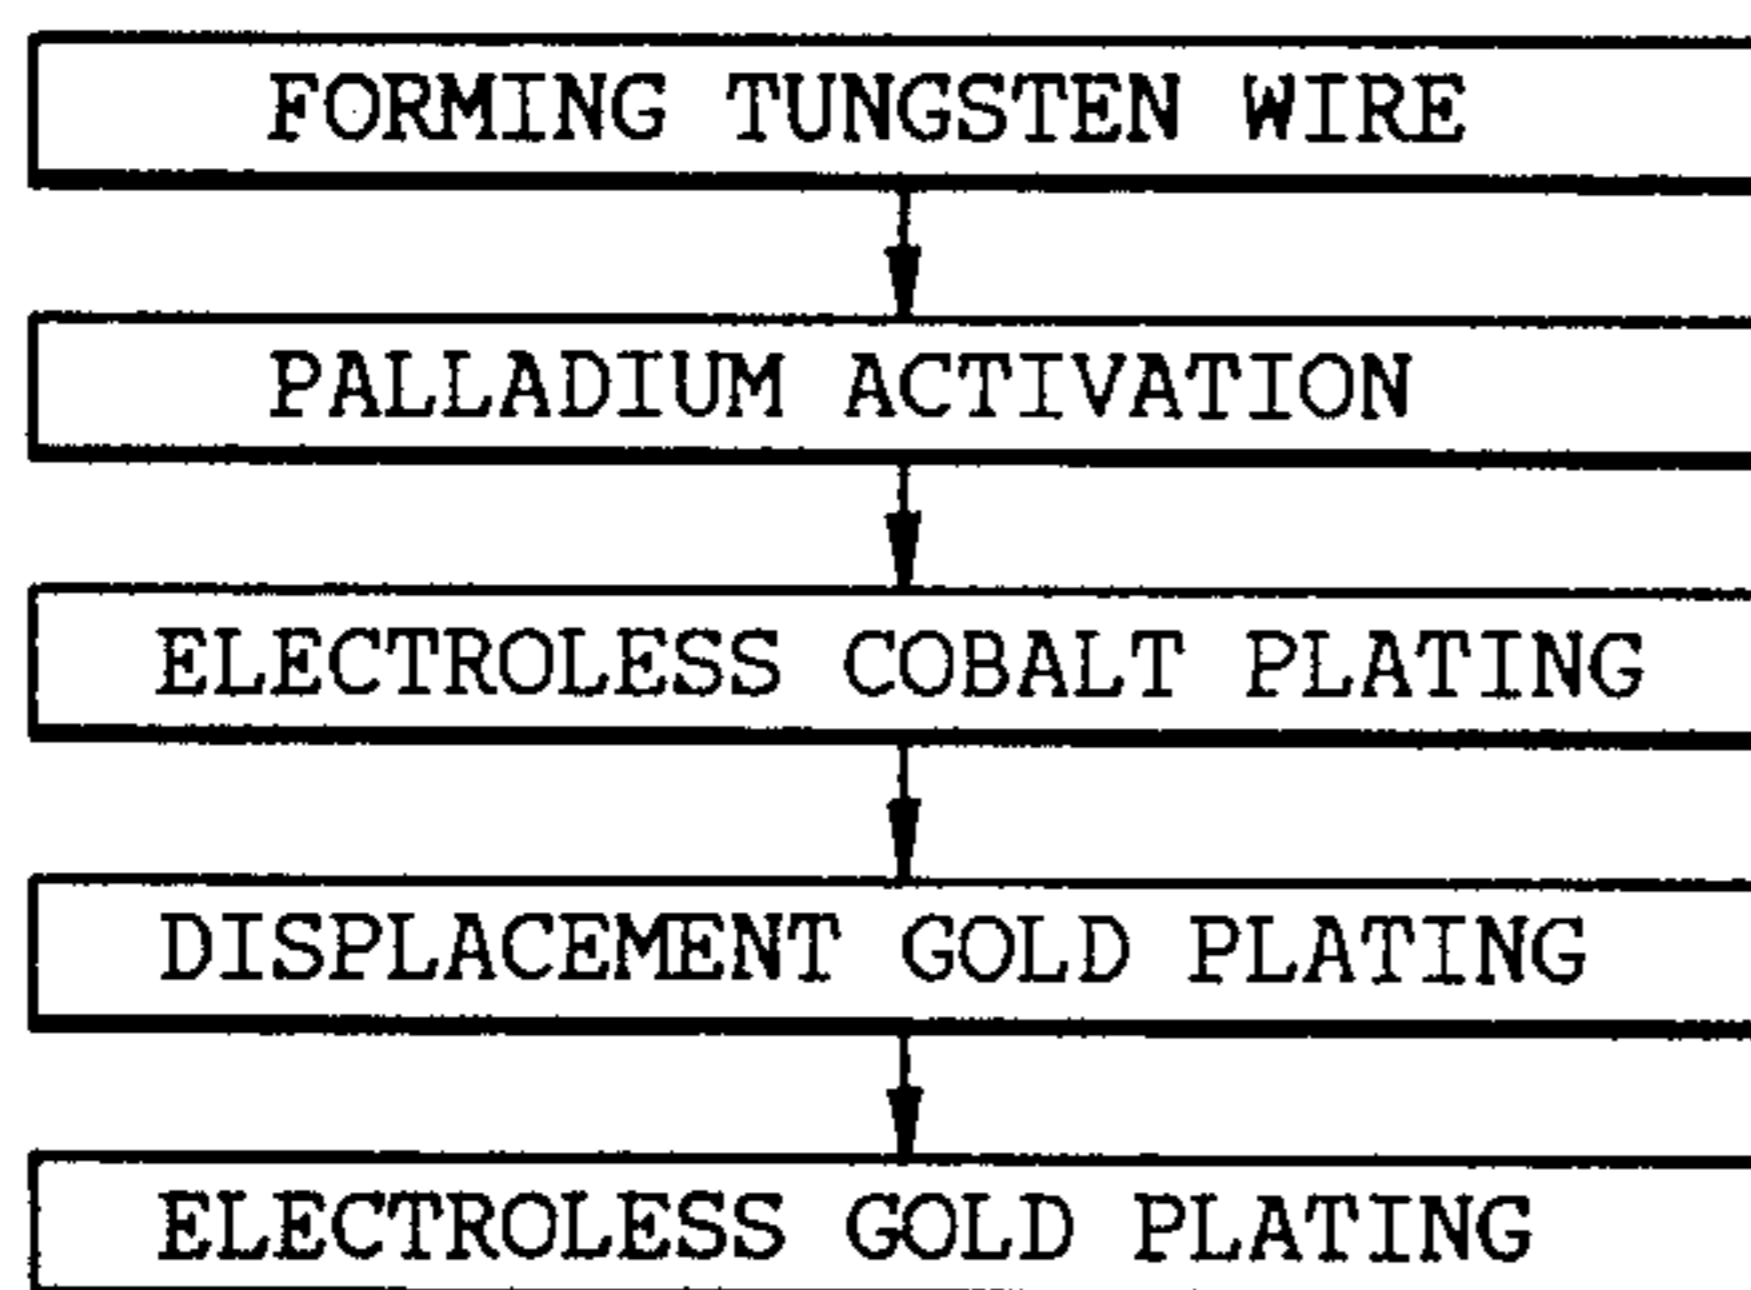 FORMING TUNGSTEN WIRE
PALLADIUM ACTIVATION
ELECTROLESS COBALT PLATING
DISPLACEMENT GOLD PLATING
ELECTROLESS GOLD PLATING